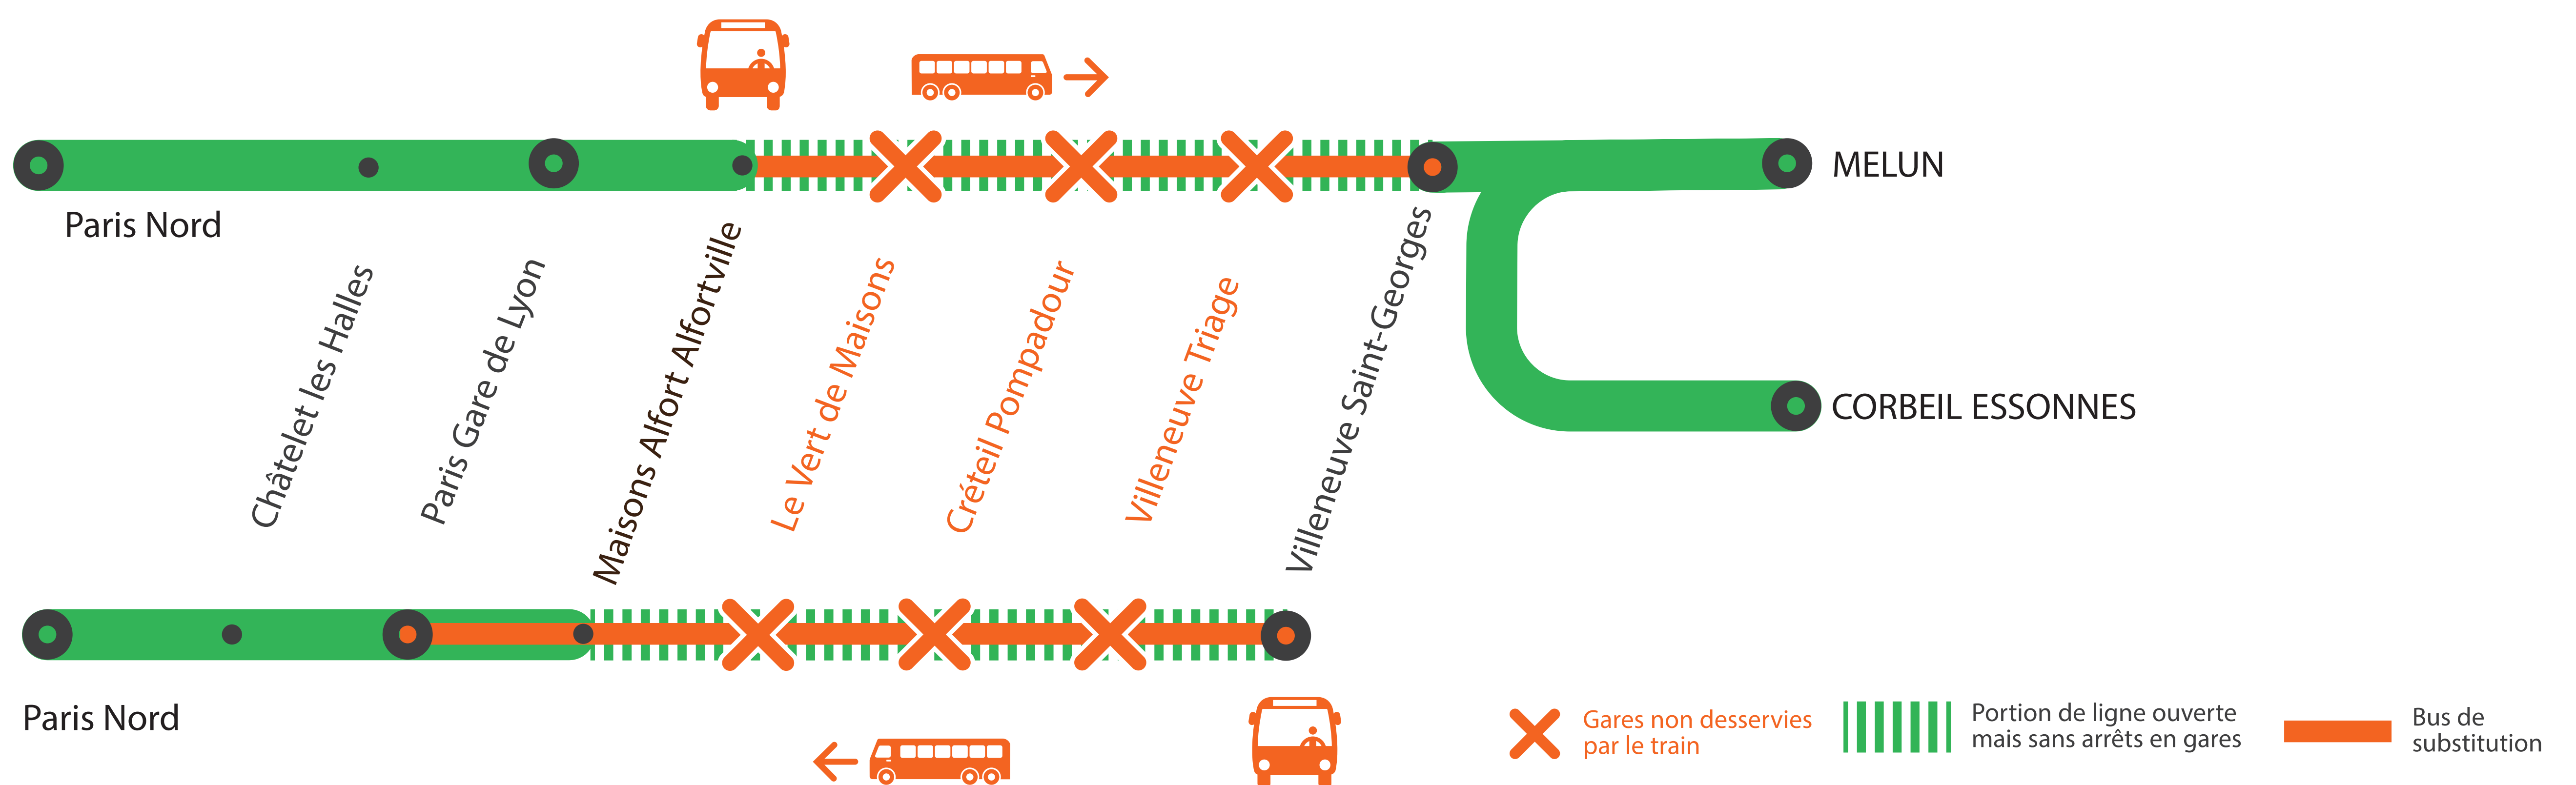 MELUN
Paris Nord
Châtelet les Halles
Paris Gare de Lyon
Maisons Alfort Alfortville
Le Vert de Maisons
Créteil Pompadour
Villeneuve Triage
Villeneuve Saint-Georges
CORBEIL ESSONNES
Paris Nord
Gares non desservies
par le train
Portion de ligne ouverte
mais sans arrêts en gares
Bus de
substitution